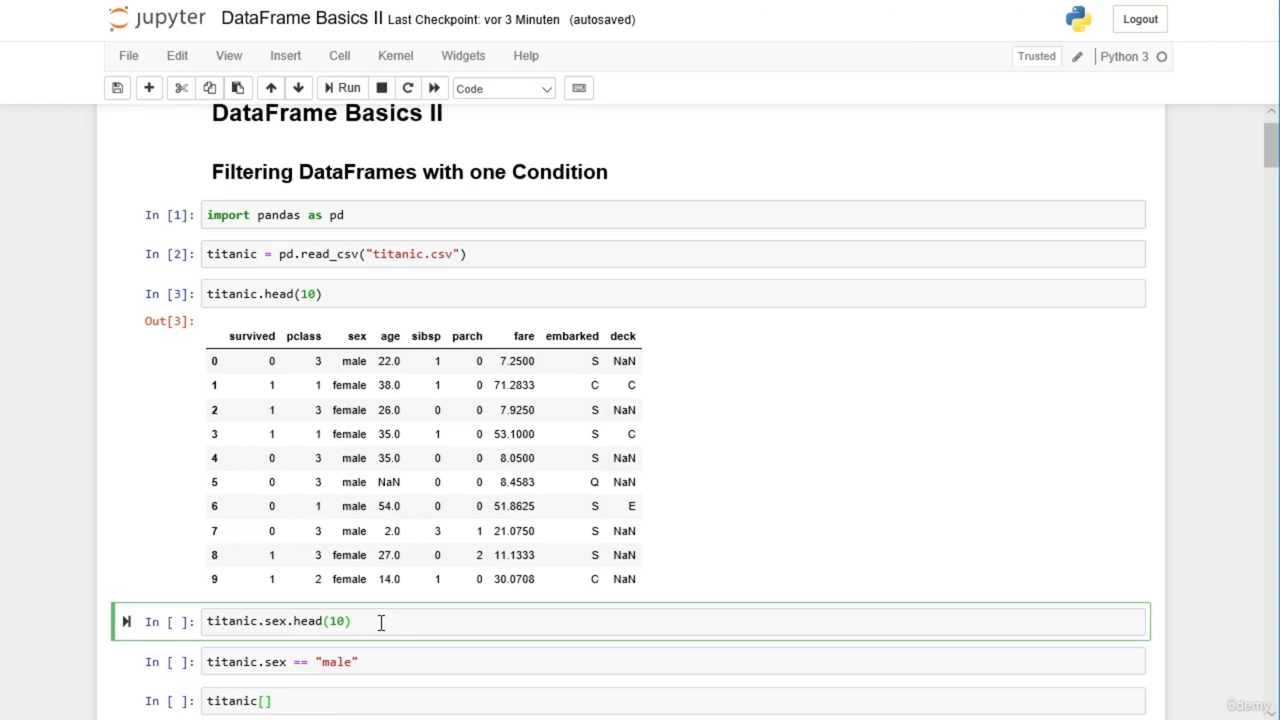 jupyter DataFrame Basics II Last Checkpoint: vor 3 Minuten (autosaved) Logout
File Edit View Insert Cell Kernel Widgets Help Trusted Python 3
Run Code
DataFrame Basics II
Filtering DataFrames with one Condition
In [1]: import pandas as pd
In [2]: titanic = pd.read_csv("titanic.csv")
In [3]: titanic.head(10)
Out[3]:
survived pclass sex age sibsp parch fare embarked deck
0 0 3 male 22.0 1 0 7.2500 S NaN
1 1 1 female 38.0 1 0 71.2833 C C
2 1 3 female 26.0 0 0 7.9250 S NaN
3 1 1 female 35.0 1 0 53.1000 S C
4 0 3 male 35.0 0 0 8.0500 S NaN
5 0 3 male NaN 0 0 8.4583 Q NaN
6 0 1 male 54.0 0 0 51.8625 S E
7 0 3 male 2.0 3 1 21.0750 S NaN
8 1 3 female 27.0 0 2 11.1333 S NaN
9 1 2 female 14.0 1 0 30.0708 C NaN
In [ ]: titanic.sex.head(10)
In [ ]: titanic.sex == "male"
In [ ]: titanic[]
Udemy